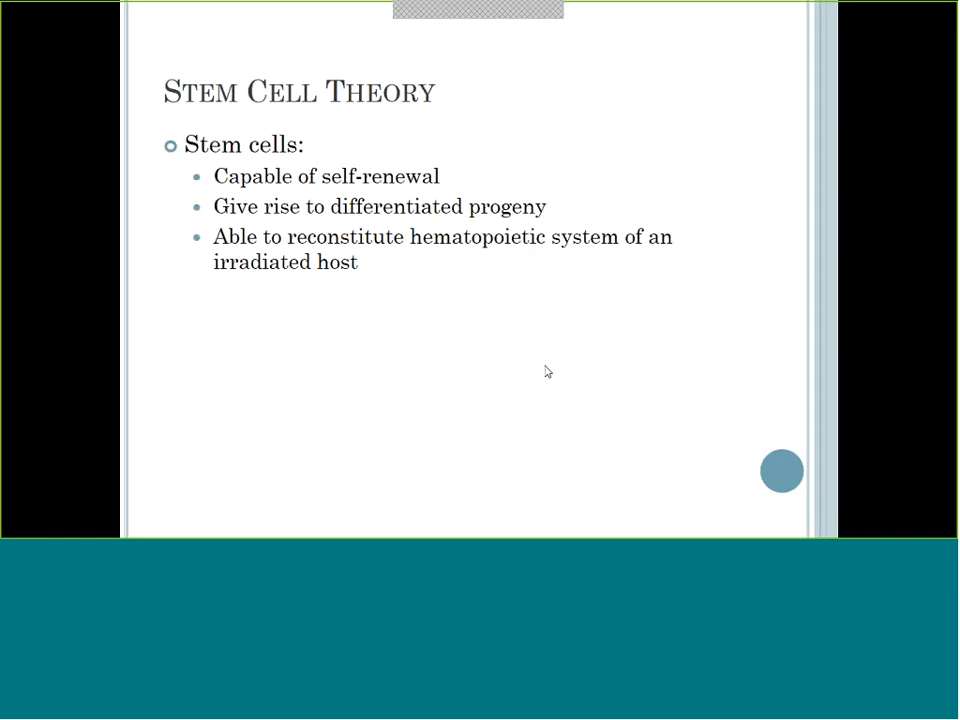 STEM CELL THEORY
Stem cells:
Capable of self-renewal
Give rise to differentiated progeny
Able to reconstitute hematopoietic system of an
irradiated host